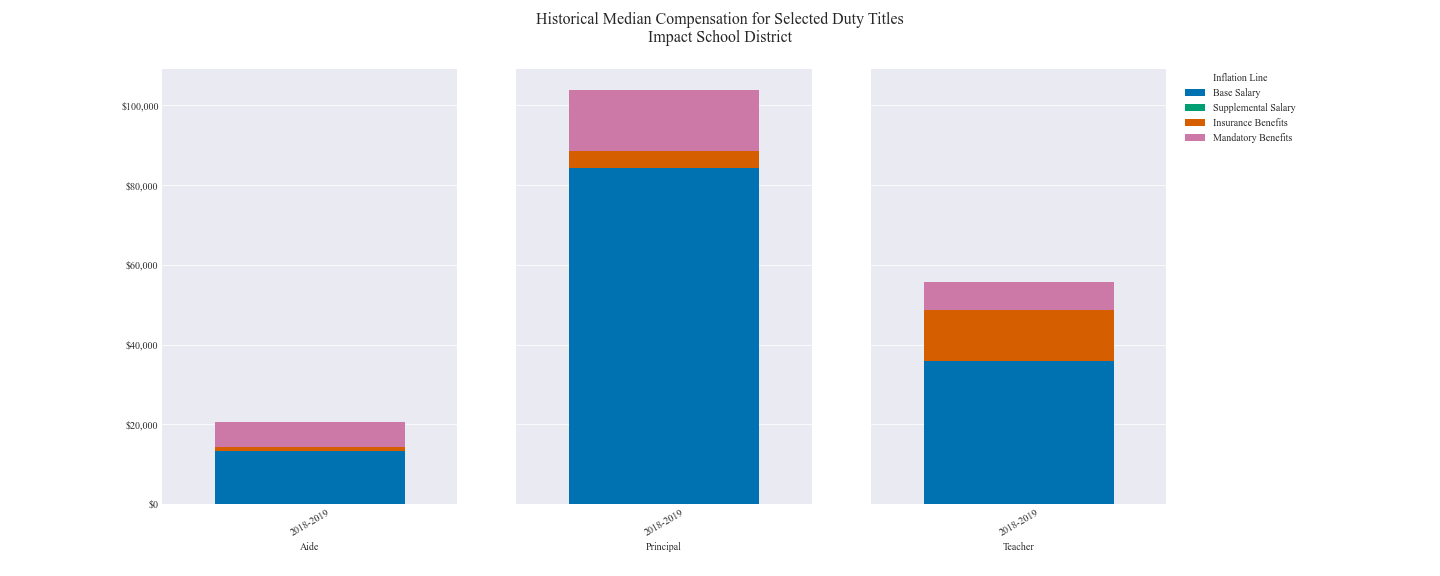 Historical Median Compensation for Selected Duty Titles
Impact School District
Inflation Line
Base Salary
Supplemental Salary
Insurance Benefits
Mandatory Benefits
$100,000
$80,000
$60,000
$40,000
$20,000
$0
2018-2019
2018-2019
2018-2019
Aide
Principal
Teacher